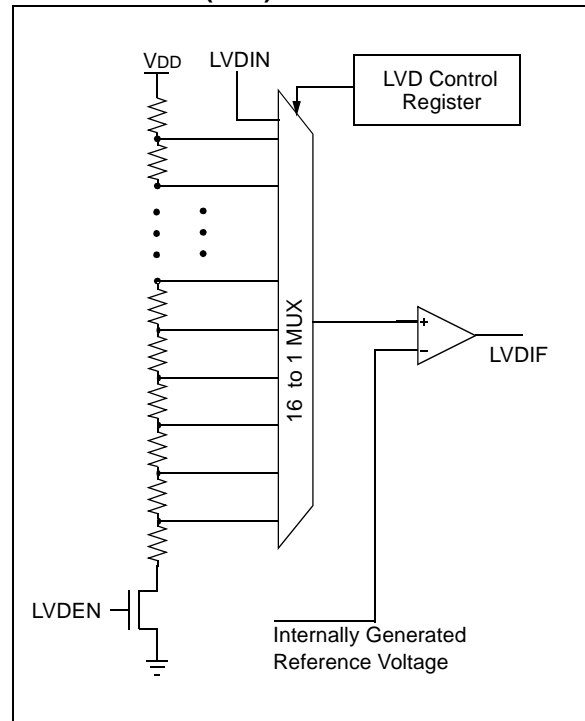 VDD
LVDIN
LVD Control
Register
16 to 1 MUX
+
−
LVDIF
LVDEN
Internally Generated
Reference Voltage